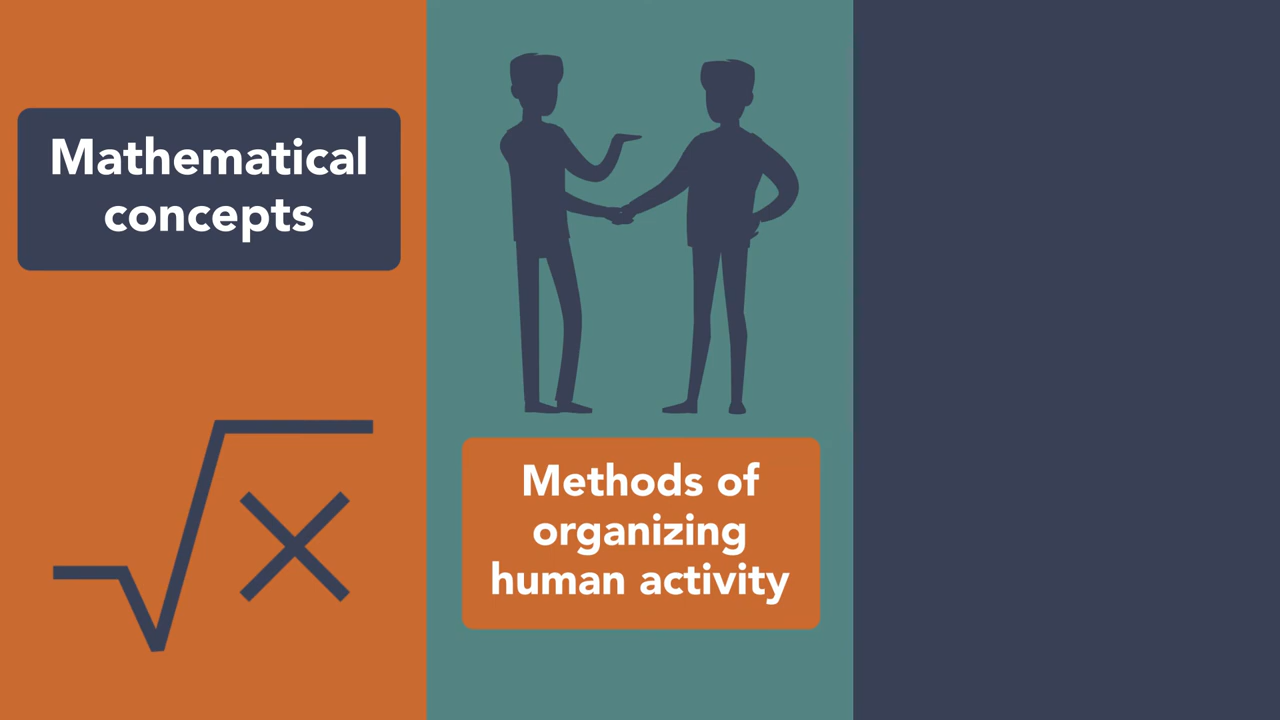 Mathematical
concepts
√x
Methods of
organizing
human activity